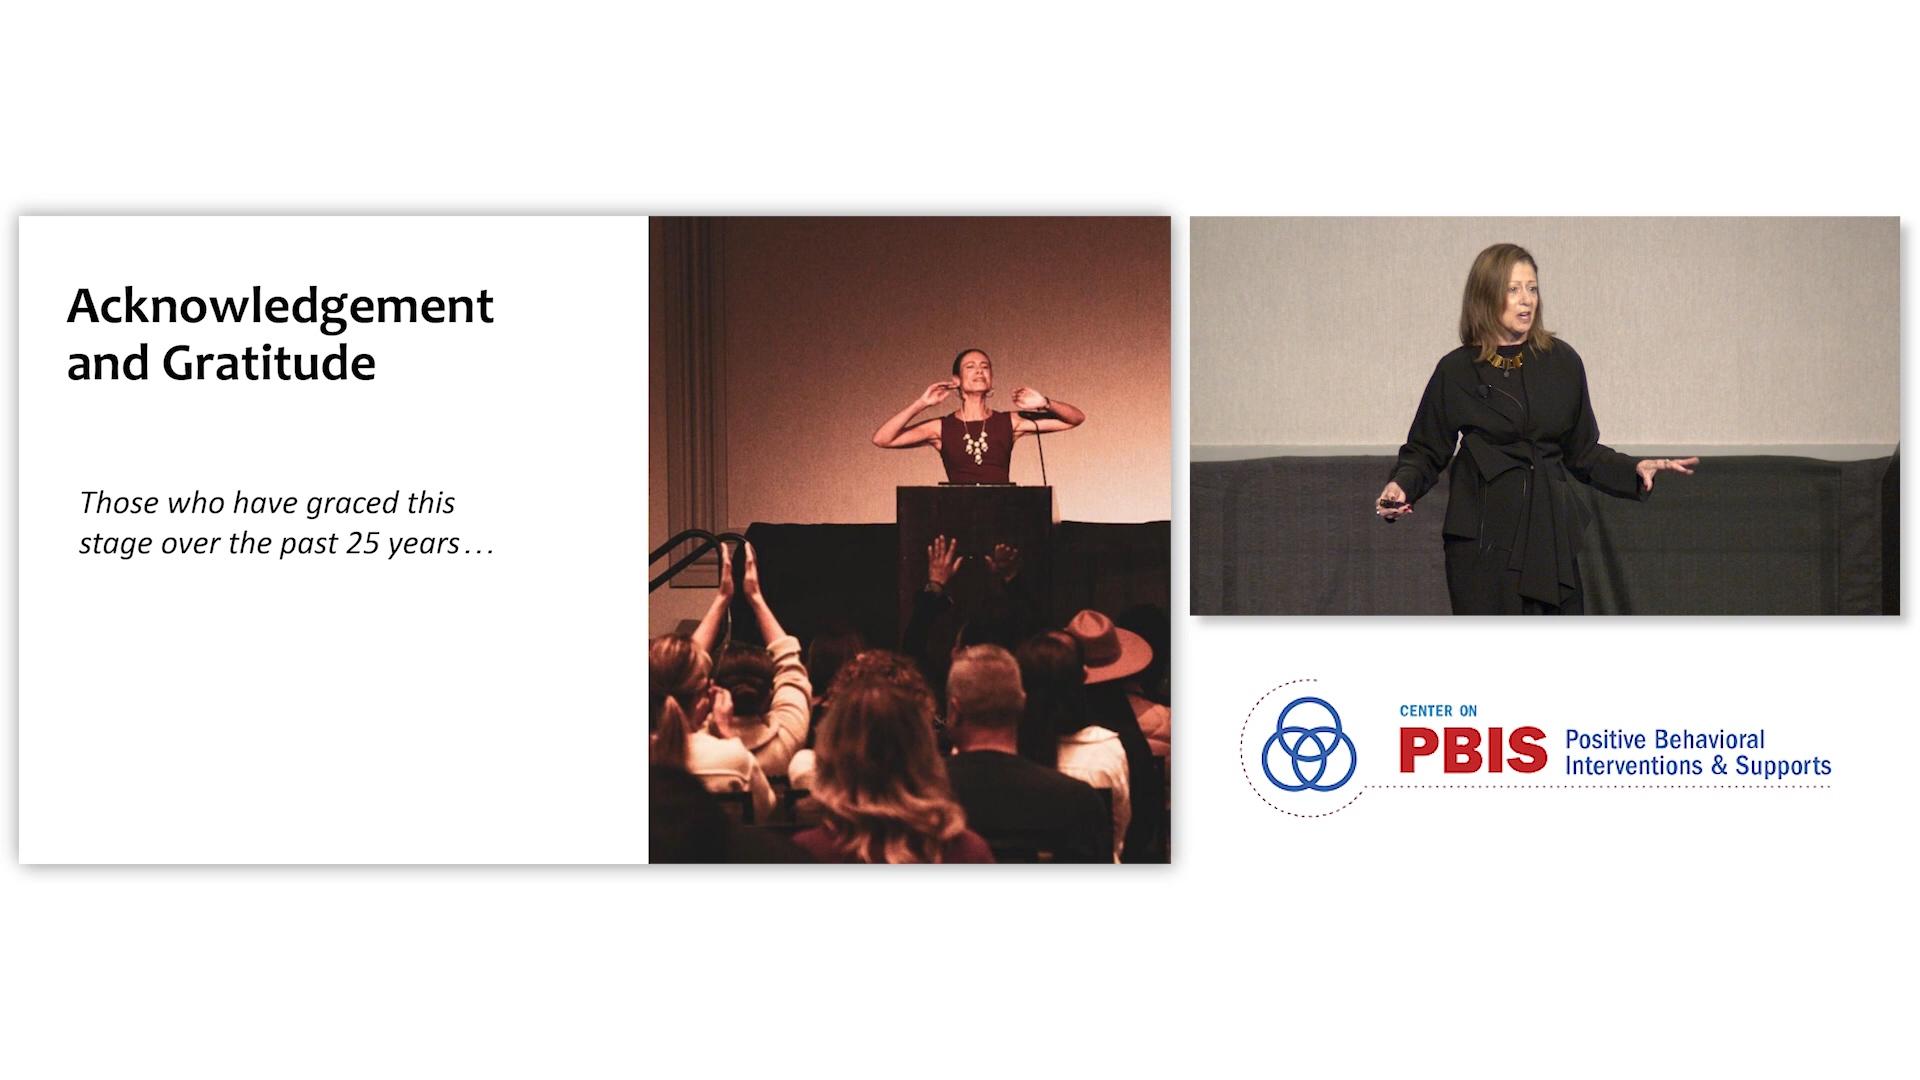 Acknowledgement
and Gratitude
Those who have graced this
stage over the past 25 years…
CENTER ON
PBIS
Positive Behavioral
Interventions & Supports